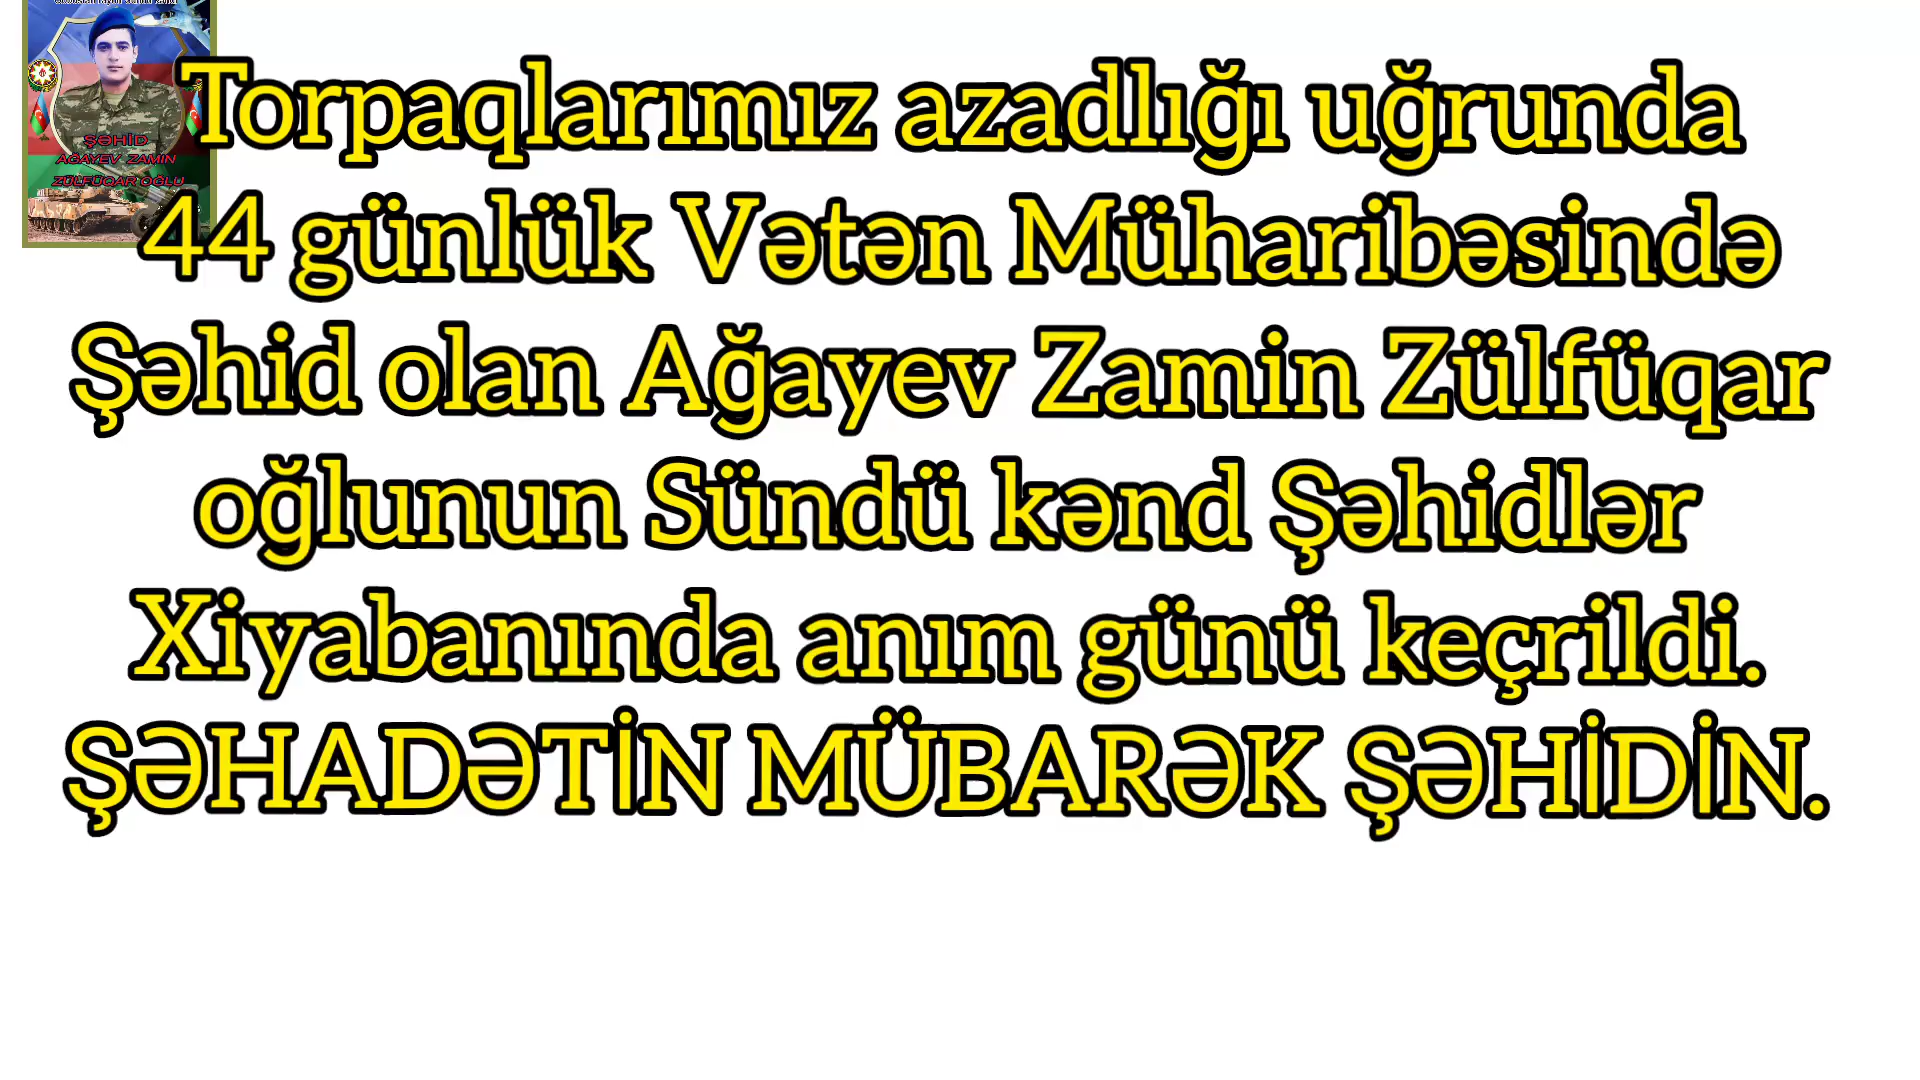 ŞƏHİD
AĞAYEV ZAMİN
ZÜLFÜQAR OĞLU
Torpaqlarımız azadlığı uğrunda
44 günlük Vətən Müharibəsində
Şəhid olan Ağayev Zamin Zülfüqar
oğlunun Sündü kənd Şəhidlər
Xiyabanında anım günü keçrildi.
ŞƏHADƏTİN MÜBARƏK ŞƏHİDİN.